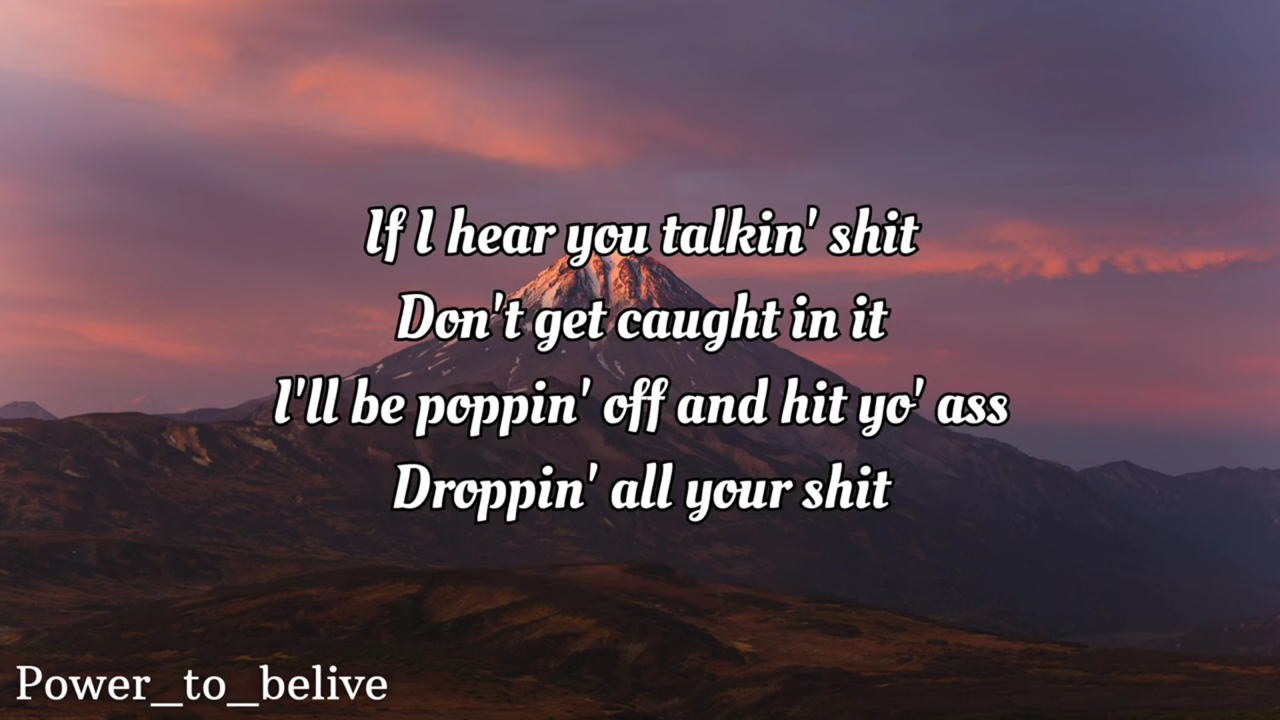 If I hear you talkin' shit
Don't get caught in it
I'll be poppin' off and hit yo' ass
Droppin' all your shit
Power_to_belive